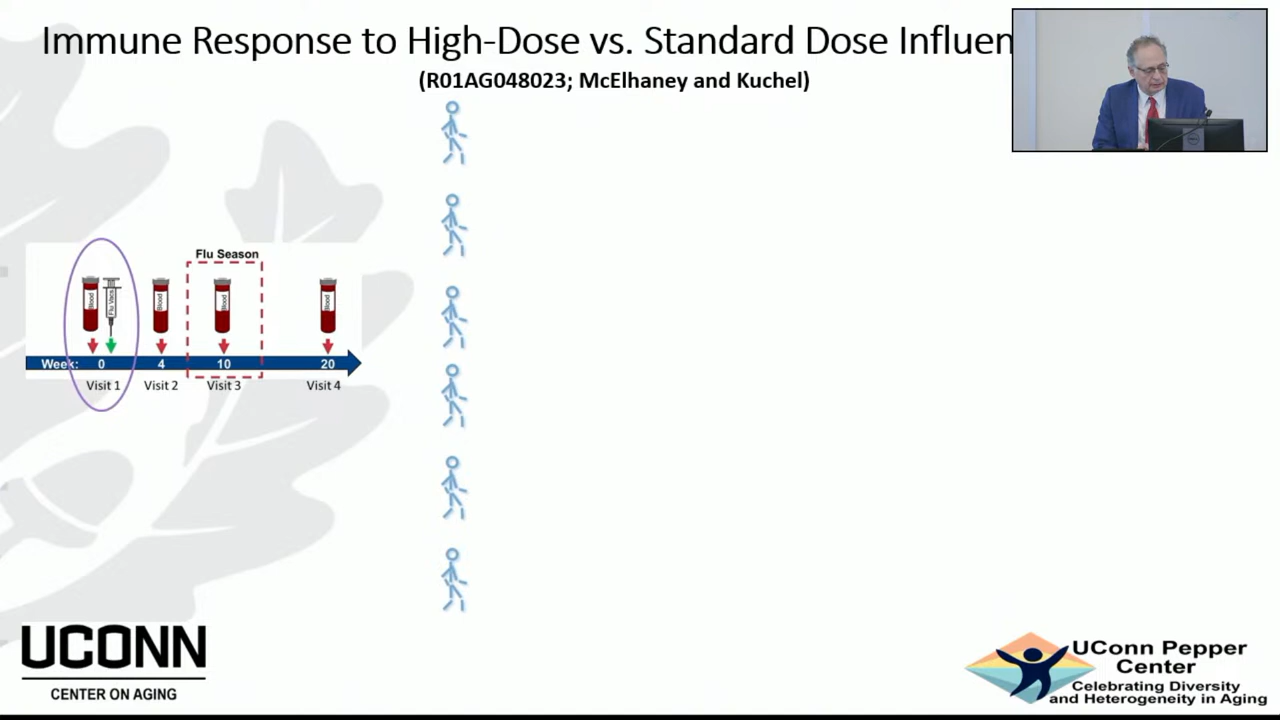 Immune Response to High-Dose vs. Standard Dose Influen
(R01AG048023; McElhaney and Kuchel)
Flu Season
Blood
Flu Vacc
Blood
Blood
Blood
Week: 0 4 10 20
Visit 1 Visit 2 Visit 3 Visit 4
UCONN
CENTER ON AGING
UConn Pepper
Center
Celebrating Diversity
and Heterogeneity in Aging
DELL